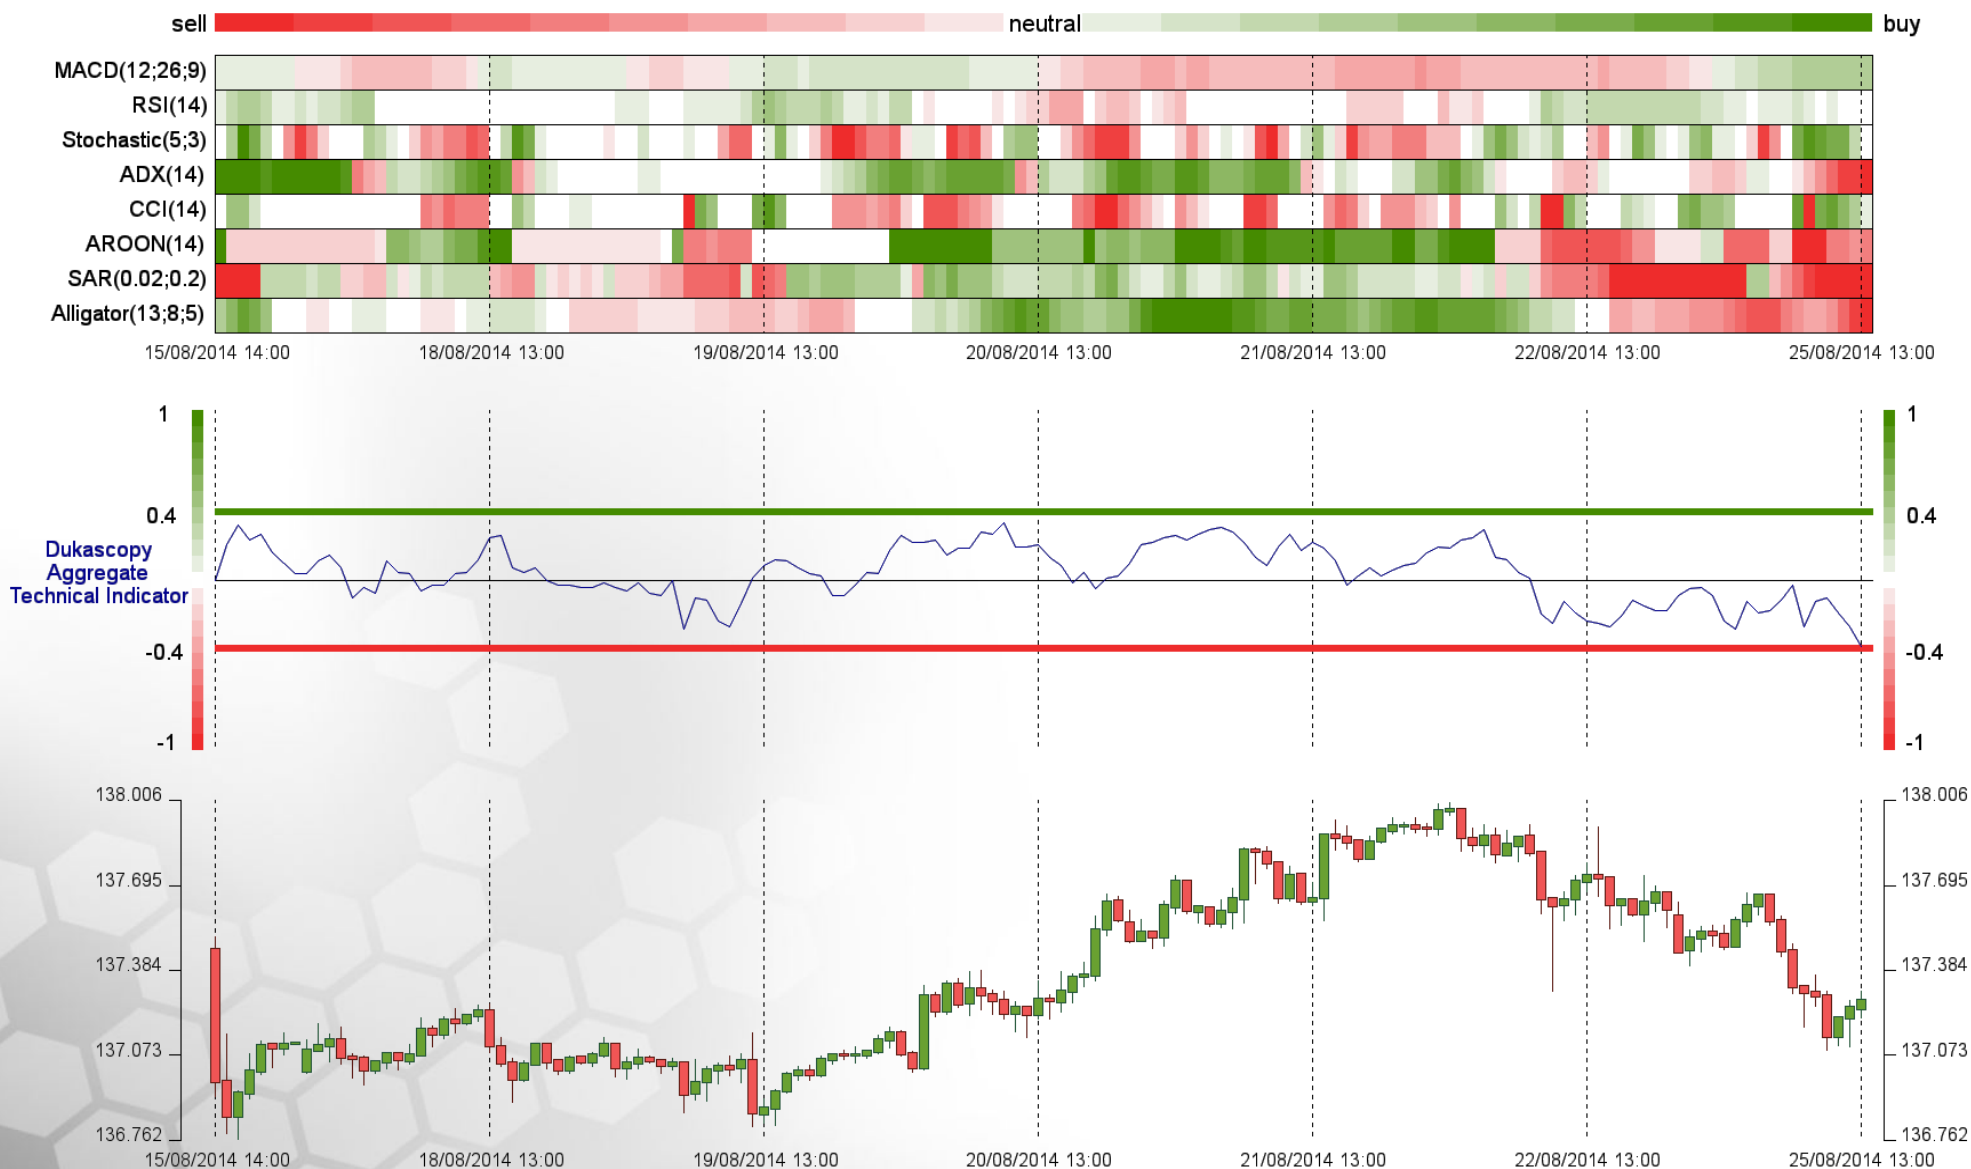 sell neutral buy
MACD(12;26;9)
RSI(14)
Stochastic(5;3)
ADX(14)
CCI(14)
AROON(14)
SAR(0.02;0.2)
Alligator(13;8;5)
15/08/2014 14:00 18/08/2014 13:00 19/08/2014 13:00 20/08/2014 13:00 21/08/2014 13:00 22/08/2014 13:00 25/08/2014 13:00
1 1
0.4 0.4
Dukascopy
Aggregate
Technical Indicator
-0.4 -0.4
-1 -1
138.006 138.006
137.695 137.695
137.384 137.384
137.073 137.073
136.762 136.762
15/08/2014 14:00 18/08/2014 13:00 19/08/2014 13:00 20/08/2014 13:00 21/08/2014 13:00 22/08/2014 13:00 25/08/2014 13:00